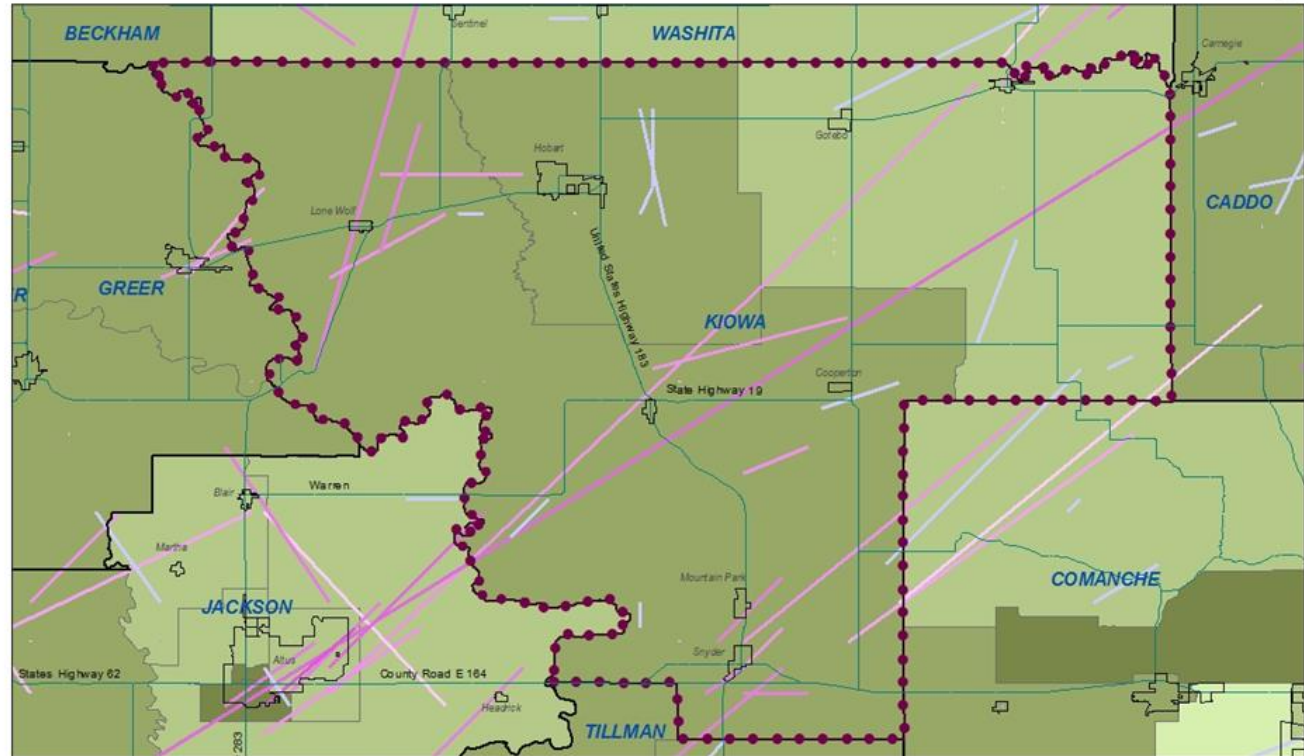 BECKHAM
WASHITA
Sentinel
Carnegie
Gotebo
Hobart
Lone Wolf
CADDO
GREER
R
KIOWA
United States Highway 183
Cooperton
State Highway 19
Blair
Warren
Martha
Mountain Park
COMANCHE
JACKSON
Altus
Snyder
States Highway 62
County Road E 164
Headrick
TILLMAN
283